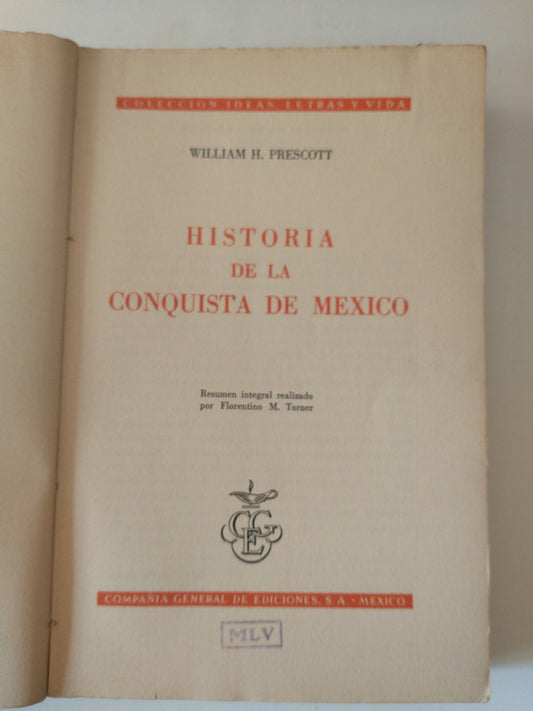 COLECCION IDEAS, LETRAS Y VIDA
WILLIAM H. PRESCOTT
HISTORIA
DE LA
CONQUISTA DE MEXICO
Resumen integral realizado
por Florentino M. Torner
CGE
COMPAÑIA GENERAL DE EDICIONES, S.A. - MEXICO
MLV